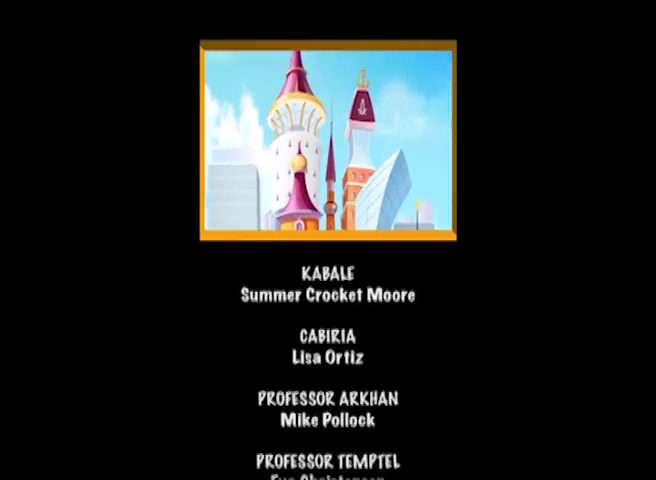 KABALE
Summer Crocket Moore
CABIRIA
Lisa Ortiz
PROFESSOR ARKHAN
Mike Pollock
PROFESSOR TEMPTEL